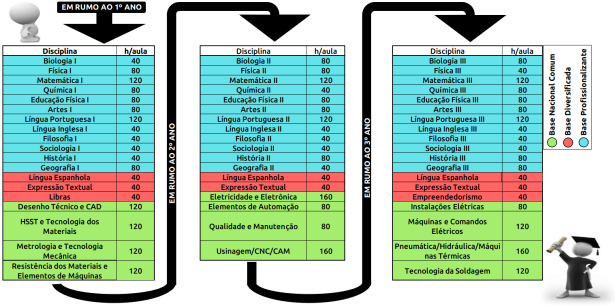 EM RUMO AO 1º ANO
Disciplina h/aula
Biologia I 40
Física I 80
Matemática I 120
Química I 80
Educação Física I 80
Artes I 80
Língua Portuguesa I 120
Língua Inglesa I 40
Filosofia I 40
Sociologia I 40
História I 40
Geografia I 80
Língua Espanhola 40
Expressão Textual 40
Libras 40
Desenho Técnico e CAD 120
HSST e Tecnologia dos
Materiais 120
Metrologia e Tecnologia
Mecânica 120
Resistência dos Materiais e
Elementos de Máquinas 120
EM RUMO AO 2º ANO
Disciplina h/aula
Biologia II 80
Física II 80
Matemática II 120
Química II 40
Educação Física II 80
Artes II 80
Língua Portuguesa II 120
Língua Inglesa II 40
Filosofia II 40
Sociologia II 40
História II 80
Geografia II 40
Língua Espanhola 40
Expressão Textual 40
Eletricidade e Eletrônica 160
Elementos de Automação 80
Qualidade e Manutenção 80
Usinagem/CNC/CAM 160
EM RUMO AO 3º ANO
Disciplina h/aula
Biologia III 80
Física III 40
Matemática III 120
Química III 80
Educação Física III 80
Artes III 80
Língua Portuguesa III 120
Língua Inglesa III 40
Filosofia III 40
Sociologia III 40
História III 80
Geografia III 80
Língua Espanhola 40
Expressão Textual 40
Empreendedorismo 40
Instalações Elétricas 80
Máquinas e Comandos
Elétricos 120
Pneumática/Hidráulica/Máqui
nas Térmicas 160
Tecnologia da Soldagem 120
Base Nacional Comum
Base Diversificada
Base Profissionalizante